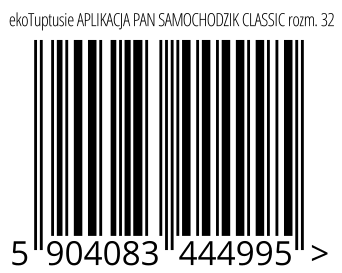 ekoTuptusie APLIKACJA PAN SAMOCHODZIK CLASSIC rozm. 32
5 904083 444995 >